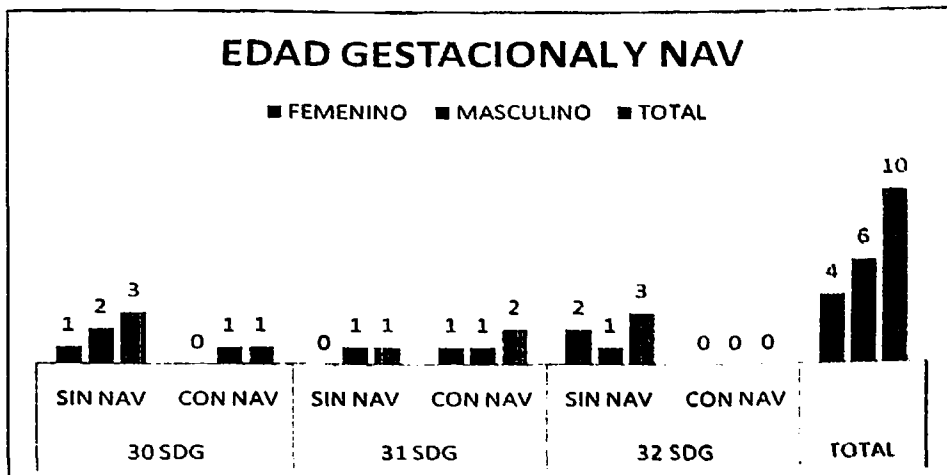 EDAD GESTACIONAL Y NAV
FEMENINO MASCULINO TOTAL
1 2 3 0 1 1 0 1 1 1 1 2 2 1 3 0 0 0 4 6 10
SIN NAV CON NAV SIN NAV CON NAV SIN NAV CON NAV
30 SDG 31 SDG 32 SDG TOTAL